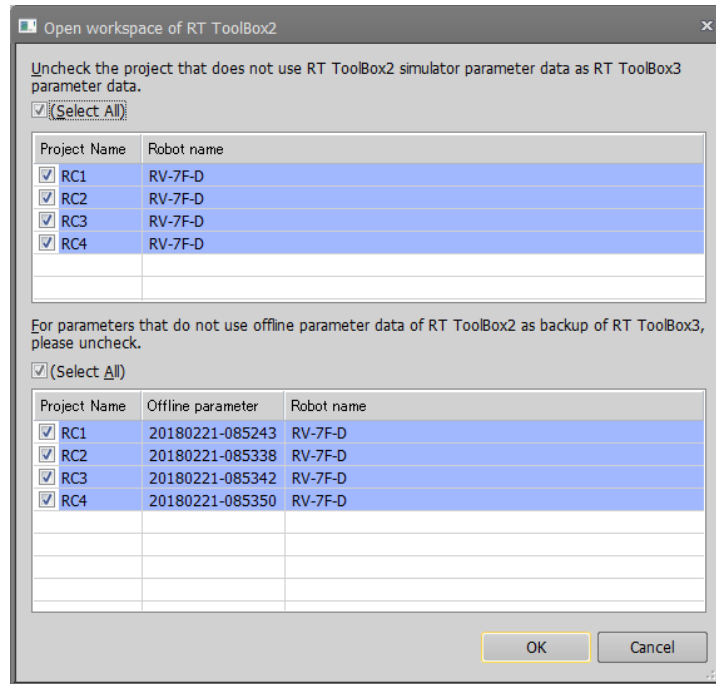 Open workspace of RT ToolBox2
Uncheck the project that does not use RT ToolBox2 simulator parameter data as RT ToolBox3
parameter data.
(Select All)
Project Name Robot name
RC1 RV-7F-D
RC2 RV-7F-D
RC3 RV-7F-D
RC4 RV-7F-D
For parameters that do not use offline parameter data of RT ToolBox2 as backup of RT ToolBox3,
please uncheck.
(Select All)
Project Name Offline parameter Robot name
RC1 20180221-085243 RV-7F-D
RC2 20180221-085338 RV-7F-D
RC3 20180221-085342 RV-7F-D
RC4 20180221-085350 RV-7F-D
OK Cancel